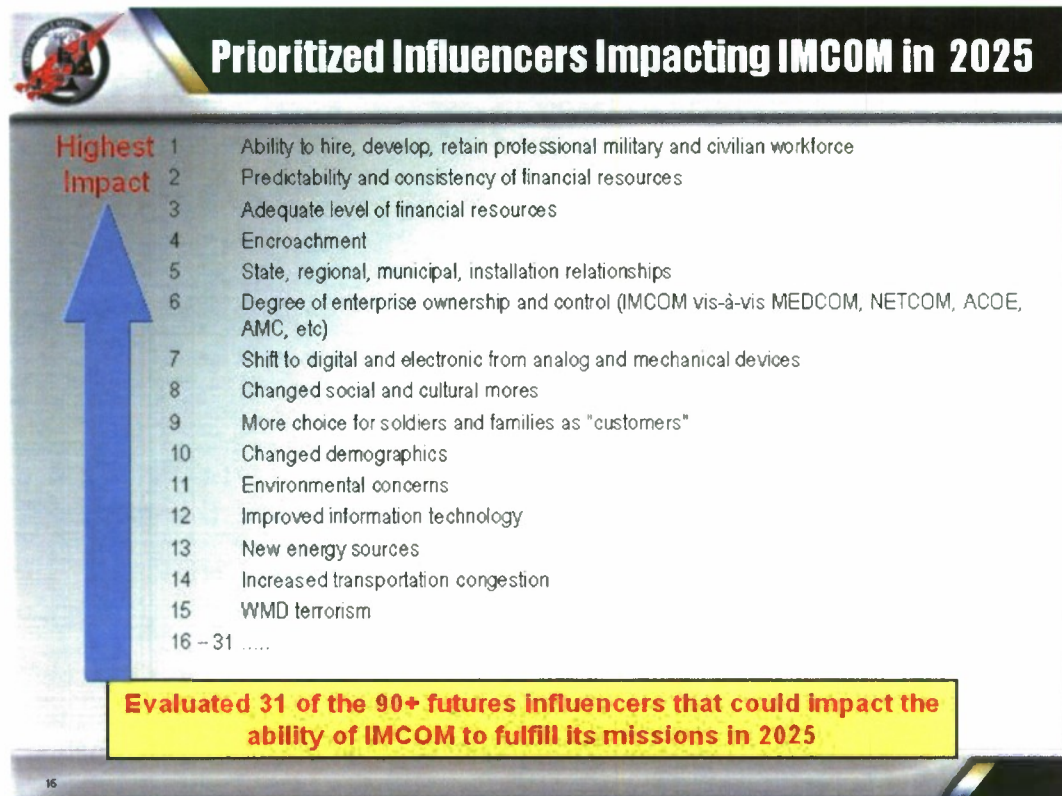 Prioritized Influencers Impacting IMCOM in 2025
Highest
Impact
1 Ability to hire, develop, retain professional military and civilian workforce
2 Predictability and consistency of financial resources
3 Adequate level of financial resources
4 Encroachment
5 State, regional, municipal, installation relationships
6 Degree of enterprise ownership and control (IMCOM vis-à-vis MEDCOM, NETCOM, ACOE,
AMC, etc)
7 Shift to digital and electronic from analog and mechanical devices
8 Changed social and cultural mores
9 More choice for soldiers and families as "customers"
10 Changed demographics
11 Environmental concerns
12 Improved information technology
13 New energy sources
14 Increased transportation congestion
15 WMD terrorism
16 – 31 .....
Evaluated 31 of the 90+ futures influencers that could impact the
ability of IMCOM to fulfill its missions in 2025
16